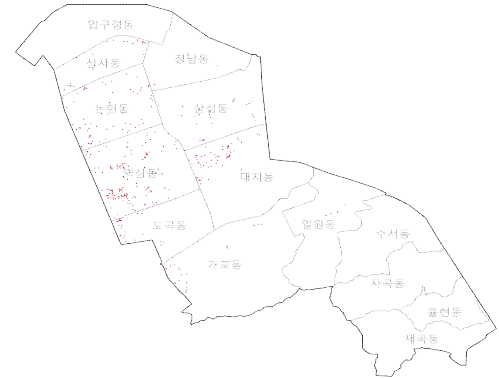 압구정동
신사동
청남동
논현동
삼성동
역삼동
대치동
도곡동
일원동
수서동
개포동
자곡동
율현동
세곡동